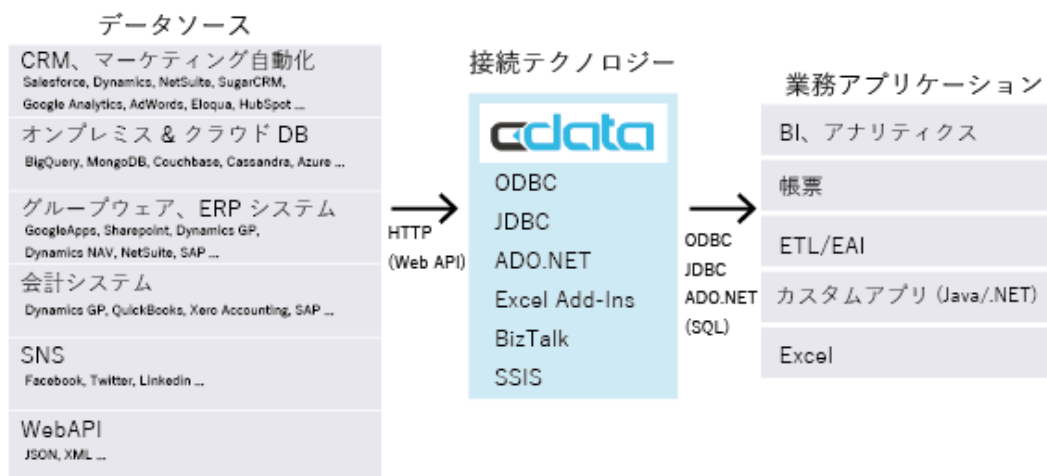 データソース
CRM、マーケティング自動化
Salesforce, Dynamics, NetSuite, SugarCRM,
Google Analytics, AdWords, Eloqua, HubSpot ...
オンプレミス & クラウド DB
BigQuery, MongoDB, Couchbase, Cassandra, Azure ...
グループウェア、ERP システム
GoogleApps, Sharepoint, Dynamics GP,
Dynamics NAV, NetSuite, SAP ...
会計システム
Dynamics GP, QuickBooks, Xero Accounting, SAP ...
SNS
Facebook, Twitter, Linkedin ...
WebAPI
JSON, XML ...
HTTP
(Web API)
接続テクノロジー
cdata
ODBC
JDBC
ADO.NET
Excel Add-Ins
BizTalk
SSIS
ODBC
JDBC
ADO.NET
(SQL)
業務アプリケーション
BI、アナリティクス
帳票
ETL/EAI
カスタムアプリ (Java/.NET)
Excel